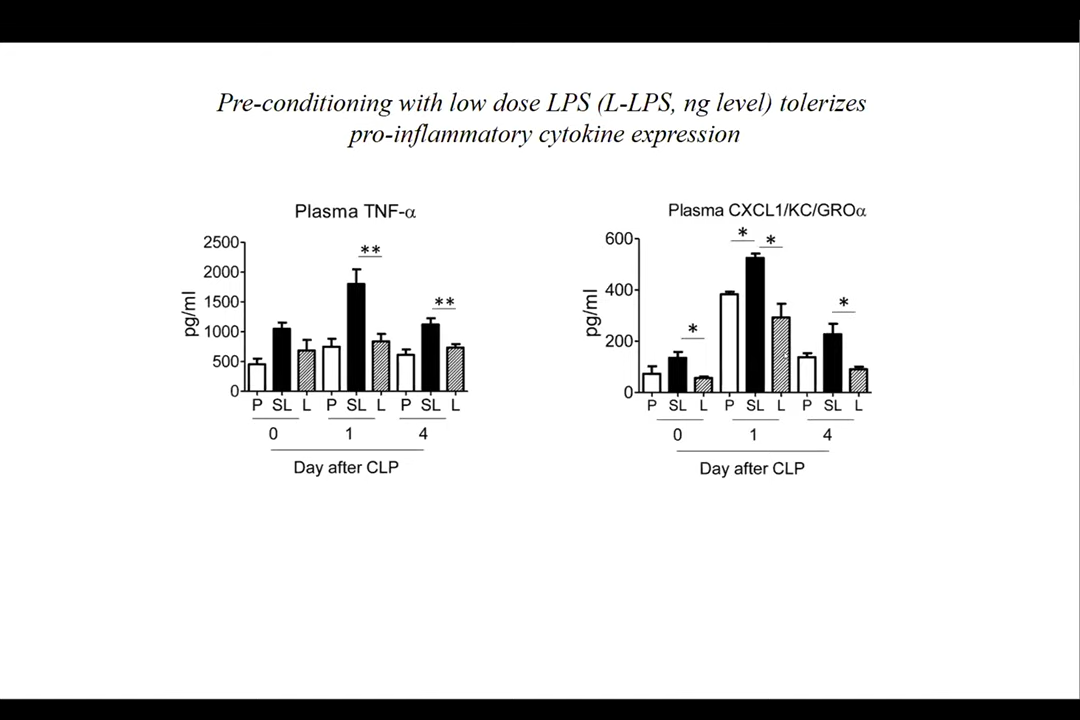 Pre-conditioning with low dose LPS (L-LPS, ng level) tolerizes
pro-inflammatory cytokine expression
Plasma TNF-α
2500
2000
1500
1000
500
0
pg/ml
**
**
P SL L P SL L P SL L
0 1 4
Day after CLP
Plasma CXCL1/KC/GROα
600
400
200
0
pg/ml
*
* *
*
P SL L P SL L P SL L
0 1 4
Day after CLP